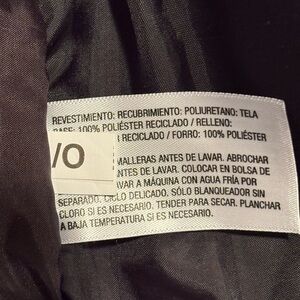 REVESTIMIENTO: RECUBRIMIENTO: POLIURETANO: TELA
BASE: 100% POLIÉSTER RECICLADO / RELLENO:
RECICLADO / FORRO: 100% POLIÉSTER
/O
MALLERAS ANTES DE LAVAR. ABROCHAR
ANTES DE LAVAR. COLOCAR EN BOLSA DE
VAR A MÁQUINA CON AGUA FRÍA POR
SEPARADO. CICLO DELICADO. SÓLO BLANQUEADOR SIN
CLORO SI ES NECESARIO. TENDER PARA SECAR. PLANCHAR
A BAJA TEMPERATURA SI ES NECESARIO.